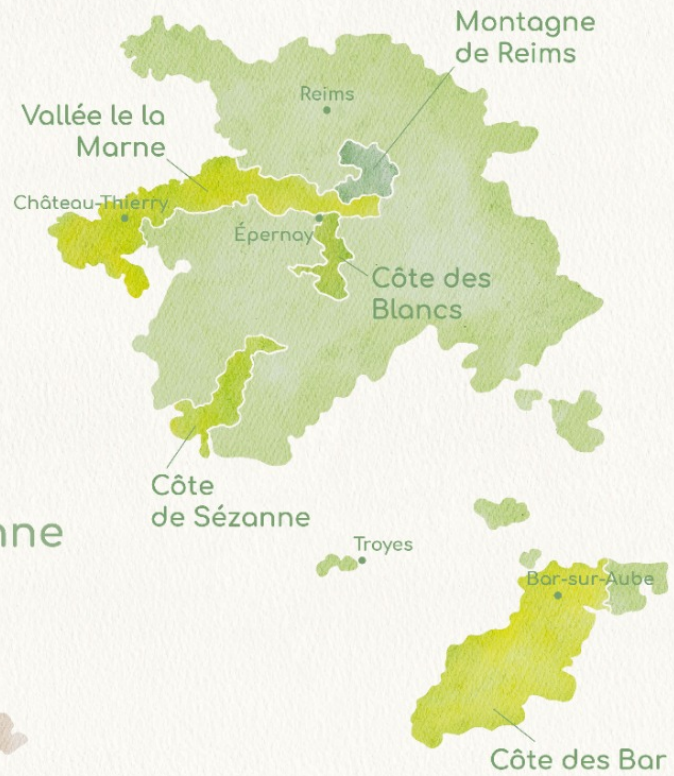 Montagne
de Reims
Reims
Vallée le la
Marne
Château-Thierry
Épernay
Côte des
Blancs
Côte
de Sézanne
nne
Troyes
Bar-sur-Aube
Côte des Bar